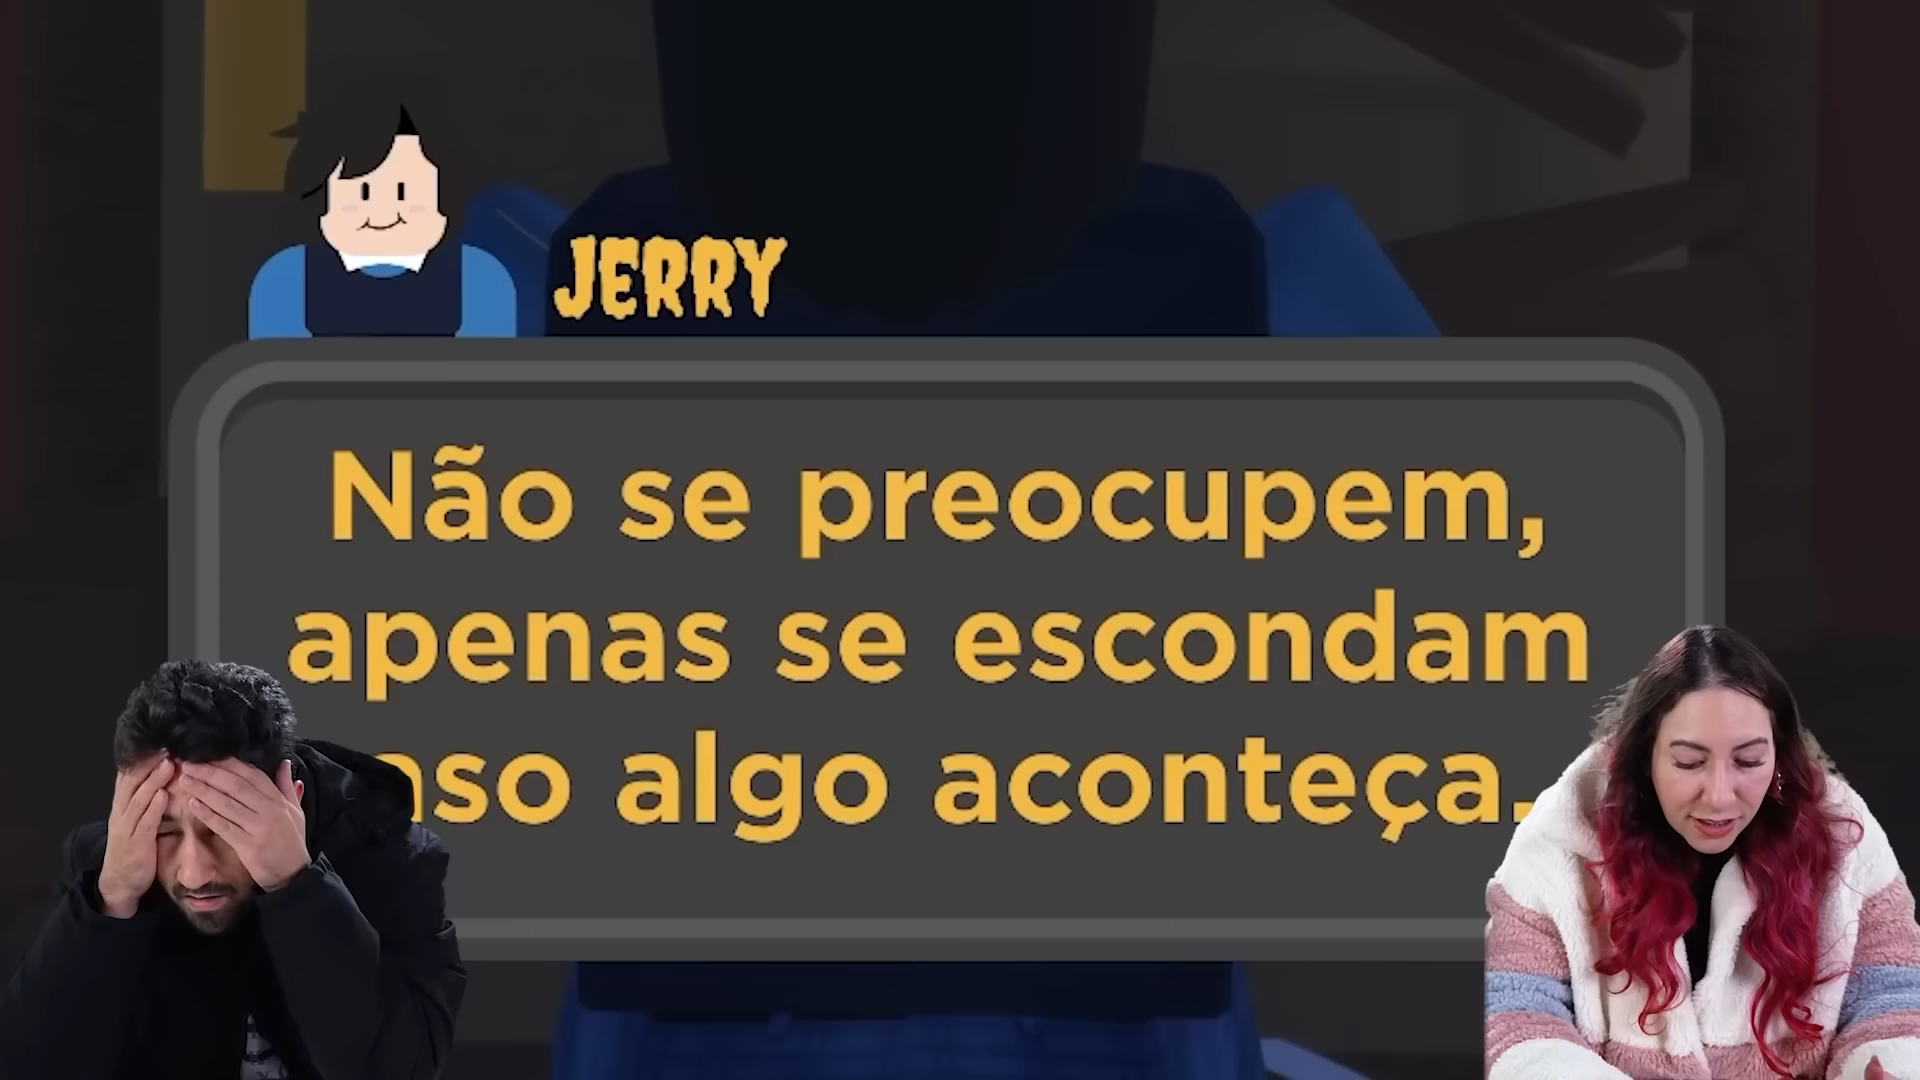 JERRY
Não se preocupem,
apenas se escondam
algo aconteça.